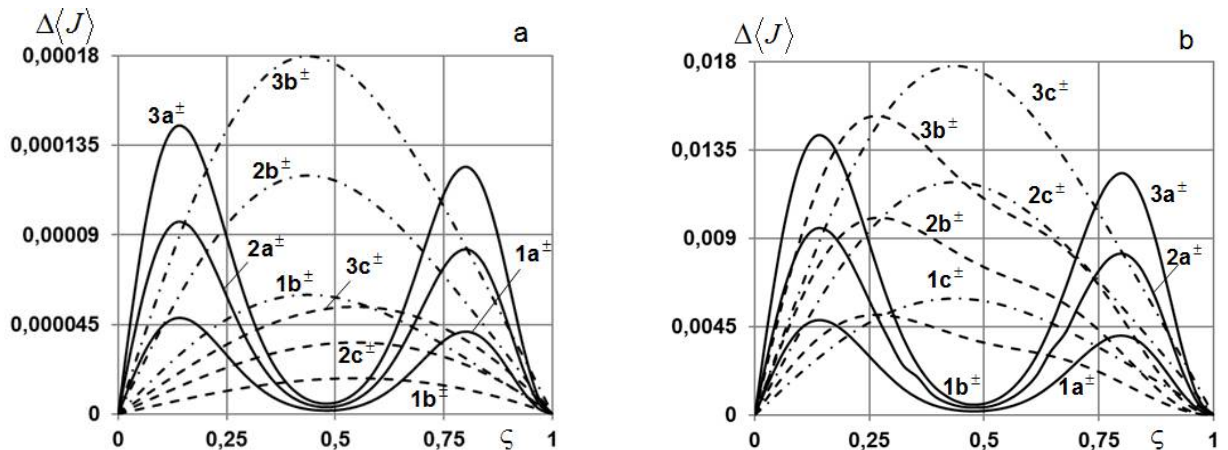 Δ⟨J⟩
a
0,00018
0,000135
0,00009
0,000045
0
3a±
3b±
2b±
2a±
1b±
3c±
1a±
2c±
1b±
0
0,25
0,5
0,75
ς
1
Δ⟨J⟩
b
0,018
0,0135
0,009
0,0045
0
3c±
3b±
2c±
3a±
2b±
2a±
1c±
1b±
1a±
0
0,25
0,5
0,75
ς
1